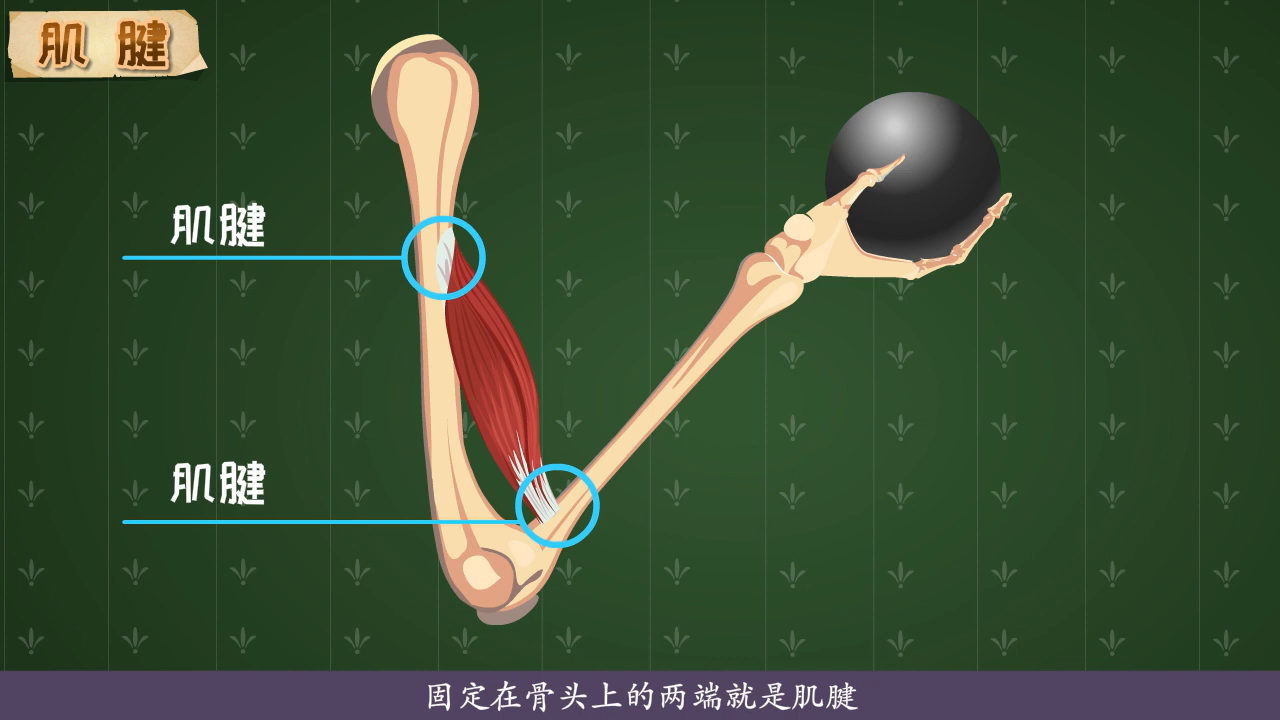 肌 腱
肌腱
肌腱
固定在骨头上的两端就是肌腱